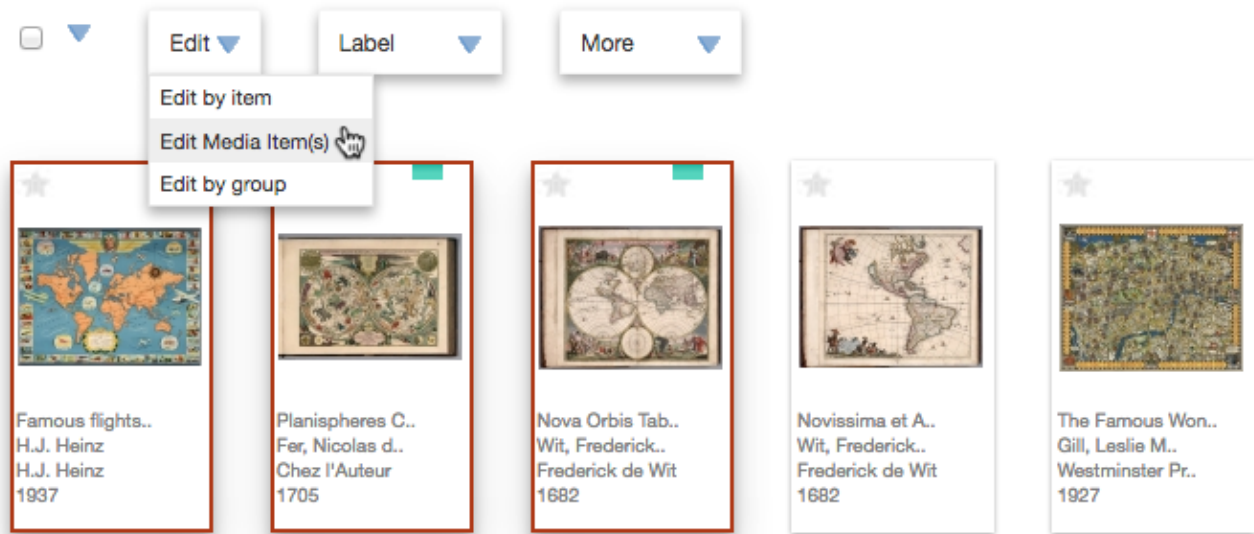 Edit
Label
More
Edit by item
Edit Media Item(s)
Edit by group
Famous flights..
H.J. Heinz
H.J. Heinz
1937
Planispheres C..
Fer, Nicolas d..
Chez l'Auteur
1705
Nova Orbis Tab..
Wit, Frederick..
Frederick de Wit
1682
Novissima et A..
Wit, Frederick..
Frederick de Wit
1682
The Famous Won..
Gill, Leslie M..
Westminster Pr..
1927